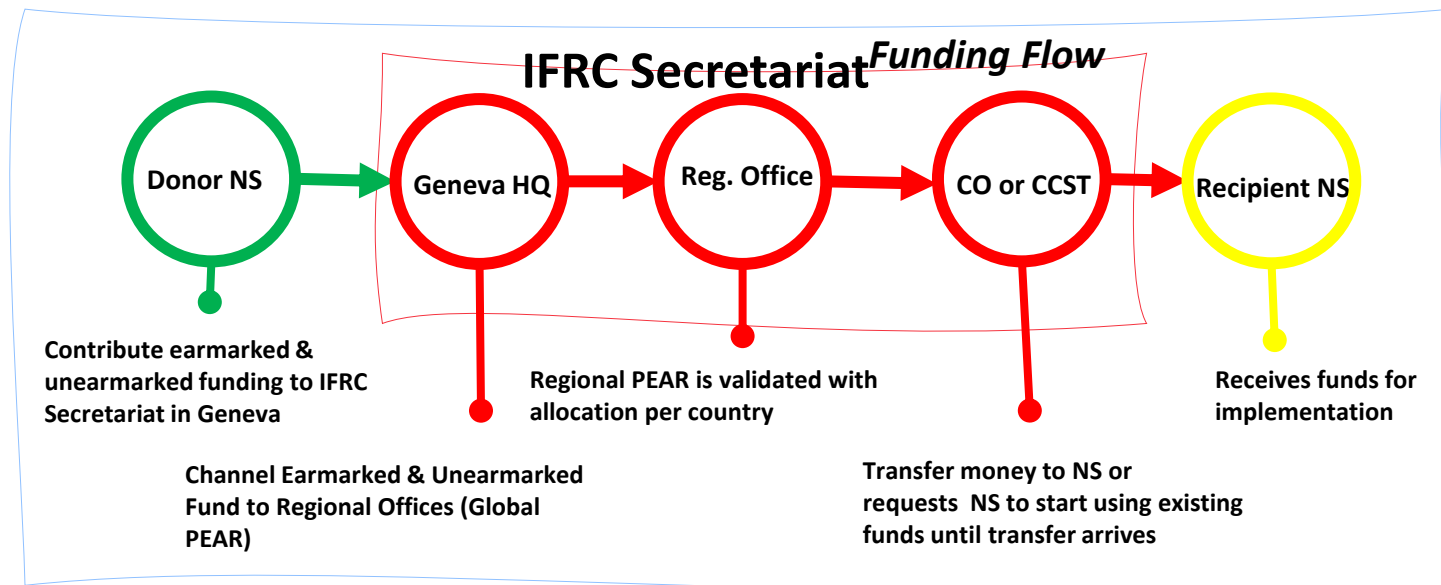 IFRC Secretariat
Funding Flow
Donor NS
Geneva HQ
Reg. Office
CO or CCST
Recipient NS
Contribute earmarked &
unearmarked funding to IFRC
Secretariat in Geneva
Channel Earmarked & Unearmarked
Fund to Regional Offices (Global
PEAR)
Regional PEAR is validated with
allocation per country
Transfer money to NS or
requests NS to start using existing
funds until transfer arrives
Receives funds for
implementation